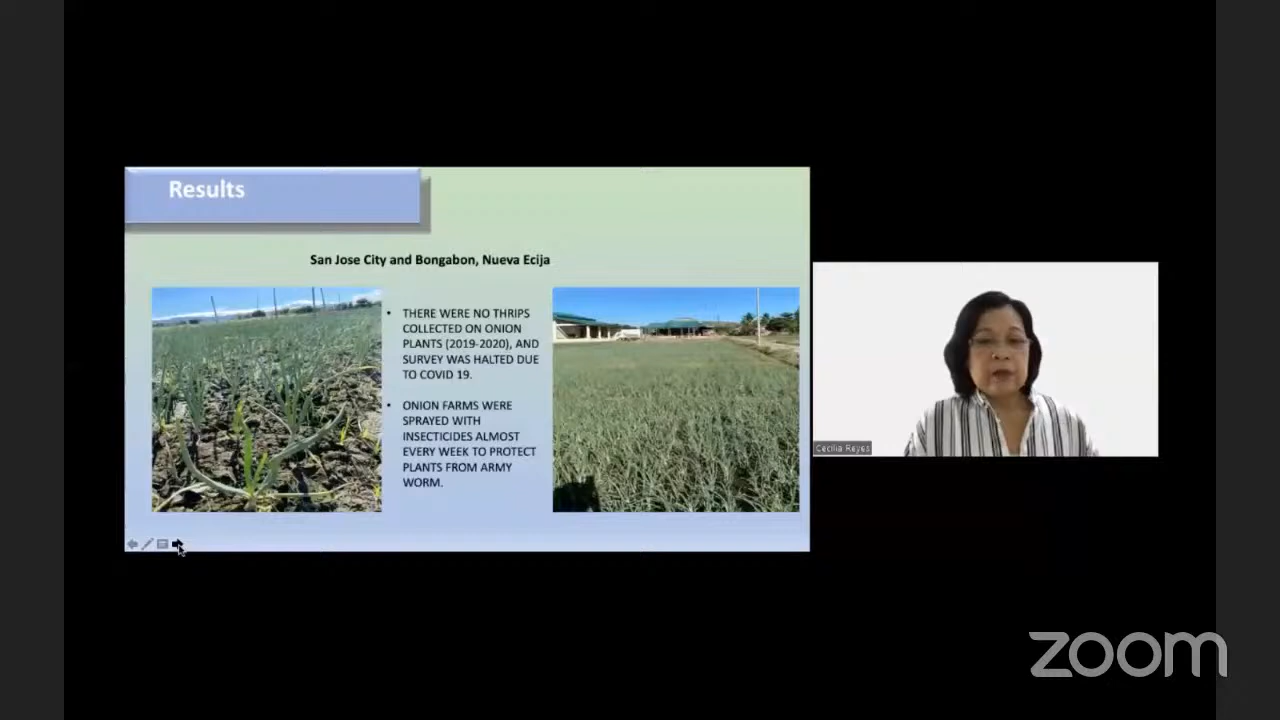 Results
San Jose City and Bongabon, Nueva Ecija
• THERE WERE NO THRIPS
COLLECTED ON ONION
PLANTS (2019-2020), AND
SURVEY WAS HALTED DUE
TO COVID 19.
• ONION FARMS WERE
SPRAYED WITH
INSECTICIDES ALMOST
EVERY WEEK TO PROTECT
PLANTS FROM ARMY
WORM.
Cecilia Reyes
zoom